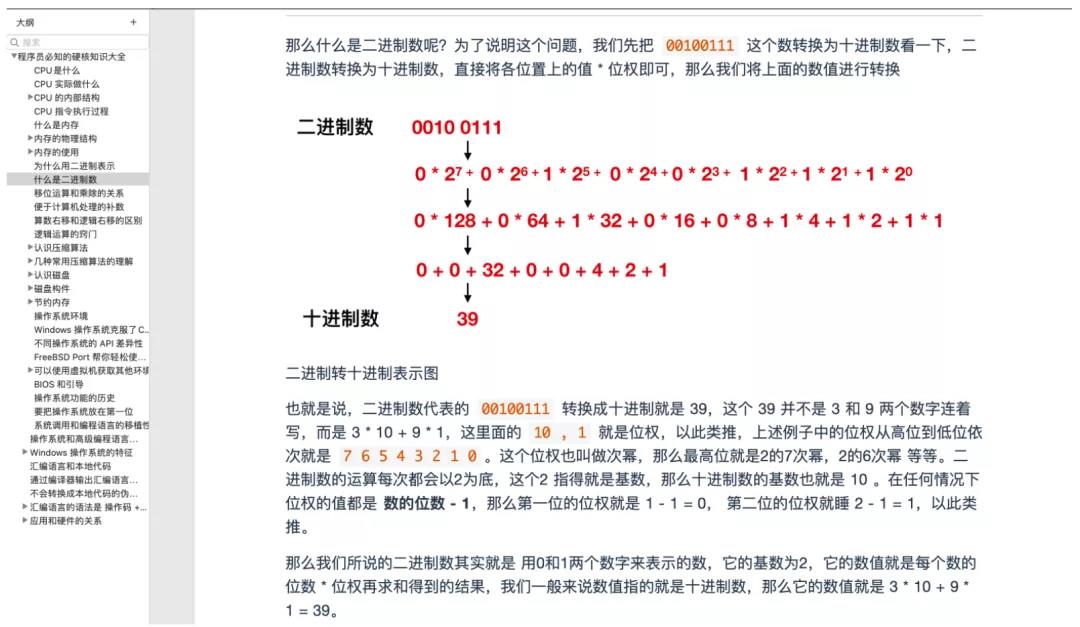 大纲
+
搜索
程序员必知的硬核知识大全
CPU是什么
CPU 实际做什么
CPU 的内部结构
CPU 指令执行过程
什么是内存
内存的物理结构
内存的使用
为什么用二进制表示
什么是二进制数
移位运算和乘除的关系
便于计算机处理的补数
算数右移和逻辑右移的区别
逻辑运算的窍门
认识压缩算法
几种常用压缩算法的理解
认识磁盘
磁盘构件
节约内存
操作系统环境
Windows 操作系统克服了C...
不同操作系统的 API 差异性
FreeBSD Port 帮你轻松使...
可以使用虚拟机获取其他环境
BIOS 和引导
操作系统功能的历史
要把操作系统放在第一位
系统调用和编程语言的移植性
操作系统和高级编程语言...
Windows 操作系统的特征
汇编语言和本地代码
通过编译器输出汇编语言...
不会转换成本地代码的伪...
汇编语言的语法是 操作码 +...
应用和硬件的关系
那么什么是二进制数呢？为了说明这个问题，我们先把 00100111 这个数转换为十进制数看一下，二
进制数转换为十进制数，直接将各位置上的值 * 位权即可，那么我们将上面的数值进行转换
二进制数 0010 0111
0 * 2⁷ + 0 * 2⁶ + 1 * 2⁵ + 0 * 2⁴ + 0 * 2³ + 1 * 2² + 1 * 2¹ + 1 * 2⁰
0 * 128 + 0 * 64 + 1 * 32 + 0 * 16 + 0 * 8 + 1 * 4 + 1 * 2 + 1 * 1
0 + 0 + 32 + 0 + 0 + 4 + 2 + 1
十进制数 39
二进制转十进制表示图
也就是说，二进制数代表的 00100111 转换成十进制就是 39，这个 39 并不是 3 和 9 两个数字连着
写，而是 3 * 10 + 9 * 1，这里面的 10 , 1 就是位权，以此类推，上述例子中的位权从高位到低位依
次就是 7 6 5 4 3 2 1 0 。这个位权也叫做次幂，那么最高位就是2的7次幂，2的6次幂 等等。二
进制数的运算每次都会以2为底，这个2 指得就是基数，那么十进制数的基数也就是 10 。在任何情况下
位权的值都是 数的位数 - 1，那么第一位的位权就是 1 - 1 = 0， 第二位的位权就睡 2 - 1 = 1，以此类
推。
那么我们所说的二进制数其实就是 用0和1两个数字来表示的数，它的基数为2，它的数值就是每个数的
位数 * 位权再求和得到的结果，我们一般来说数值指的就是十进制数，那么它的数值就是 3 * 10 + 9 *
1 = 39。